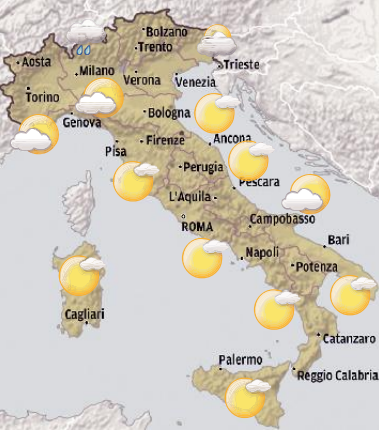 Bolzano
Trento
Aosta
Milano
Trieste
Verona
Venezia
Torino
Genova
Bologna
Pisa
Firenze
Ancona
Perugia
Pescara
L'Aquila
ROMA
Campobasso
Bari
Napoli
Potenza
Cagliari
Catanzaro
Palermo
Reggio Calabria